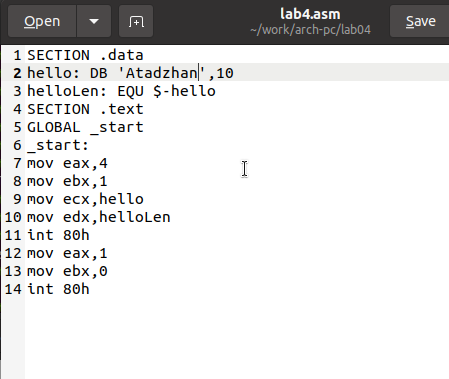 Open
lab4.asm
~/work/arch-pc/lab04
Save
1 SECTION .data
2 hello: DB 'Atadzhan',10
3 helloLen: EQU $-hello
4 SECTION .text
5 GLOBAL _start
6 _start:
7 mov eax,4
8 mov ebx,1
9 mov ecx,hello
10 mov edx,helloLen
11 int 80h
12 mov eax,1
13 mov ebx,0
14 int 80h